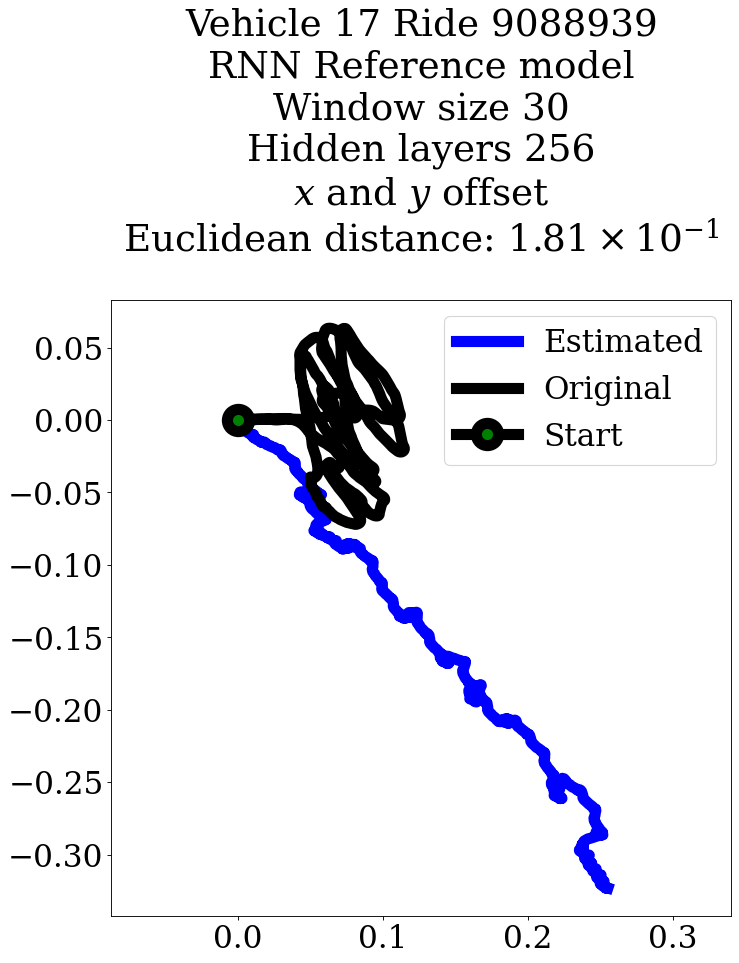 Vehicle 17 Ride 9088939
RNN Reference model
Window size 30
Hidden layers 256
x and y offset
Euclidean distance: 1.81 × 10⁻¹
Estimated
Original
Start
0.05
0.00
−0.05
−0.10
−0.15
−0.20
−0.25
−0.30
0.0 0.1 0.2 0.3